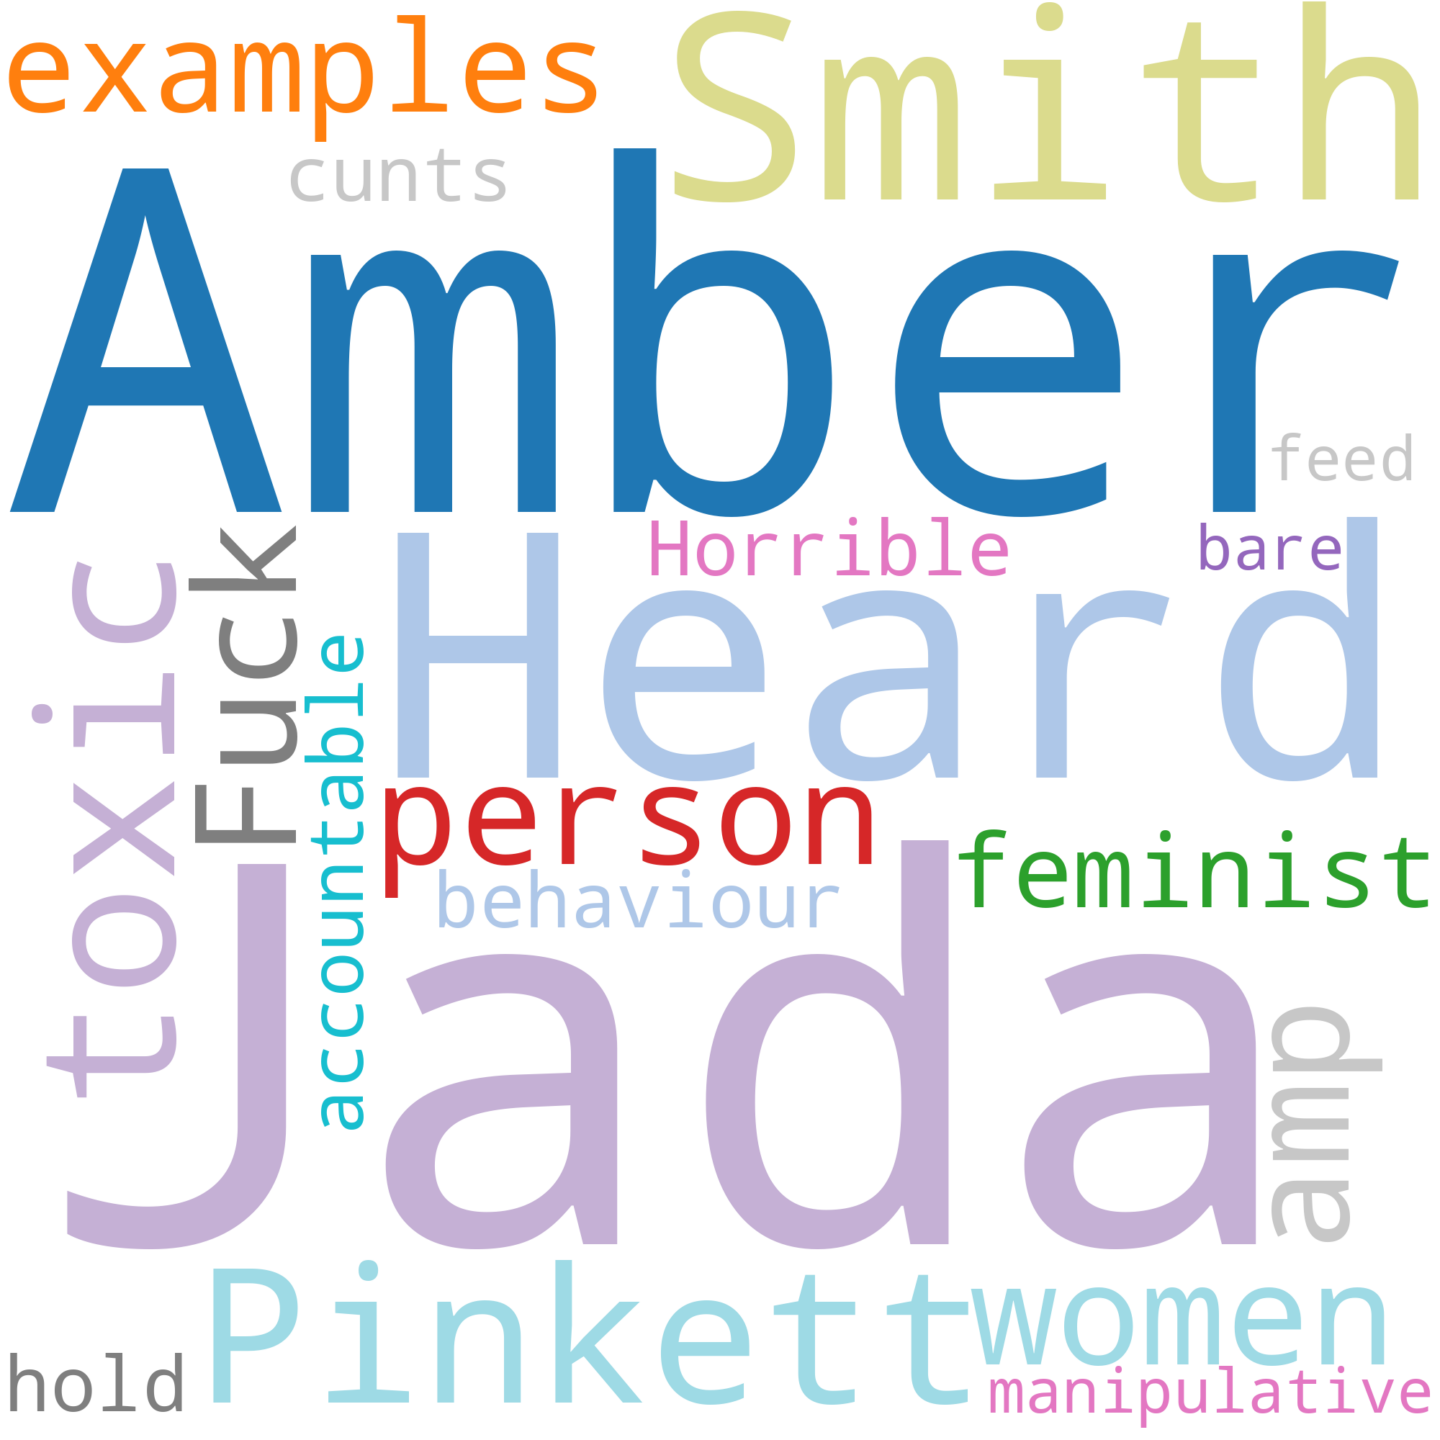 examples
Smith
cunts
Amber
feed
Horrible
bare
Heard
toxic
Fuck
accountable
person
feminist
behaviour
Jada
amp
Pinkett
women
hold
manipulative